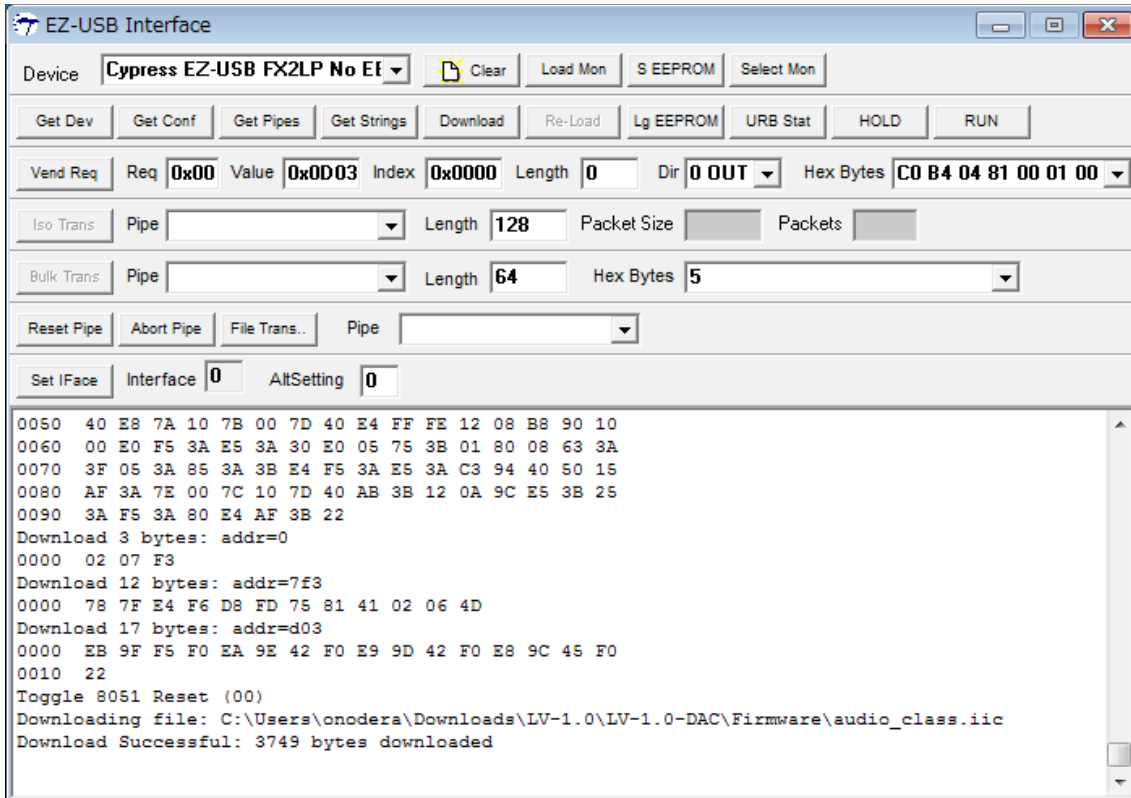 EZ-USB Interface
Device Cypress EZ-USB FX2LP No EE Clear Load Mon S EEPROM Select Mon
Get Dev Get Conf Get Pipes Get Strings Download Re-Load Lg EEPROM URB Stat HOLD RUN
Vend Req Req 0x00 Value 0x0D03 Index 0x0000 Length 0 Dir 0 OUT Hex Bytes C0 B4 04 81 00 01 00
Iso Trans Pipe Length 128 Packet Size Packets
Bulk Trans Pipe Length 64 Hex Bytes 5
Reset Pipe Abort Pipe File Trans.. Pipe
Set IFace Interface 0 AltSetting 0
0050 40 E8 7A 10 7B 00 7D 40 E4 FF FE 12 08 B8 90 10
0060 00 E0 F5 3A E5 3A 30 E0 05 75 3B 01 80 08 63 3A
0070 3F 05 3A 85 3A 3B E4 F5 3A E5 3A C3 94 40 50 15
0080 AF 3A 7E 00 7C 10 7D 40 AB 3B 12 0A 9C E5 3B 25
0090 3A F5 3A 80 E4 AF 3B 22
Download 3 bytes: addr=0
0000 02 07 F3
Download 12 bytes: addr=7f3
0000 78 7F E4 F6 D8 FD 75 81 41 02 06 4D
Download 17 bytes: addr=d03
0000 EB 9F F5 F0 EA 9E 42 F0 E9 9D 42 F0 E8 9C 45 F0
0010 22
Toggle 8051 Reset (00)
Downloading file: C:\Users\onodera\Downloads\LV-1.0\LV-1.0-DAC\Firmware\audio_class.iic
Download Successful: 3749 bytes downloaded